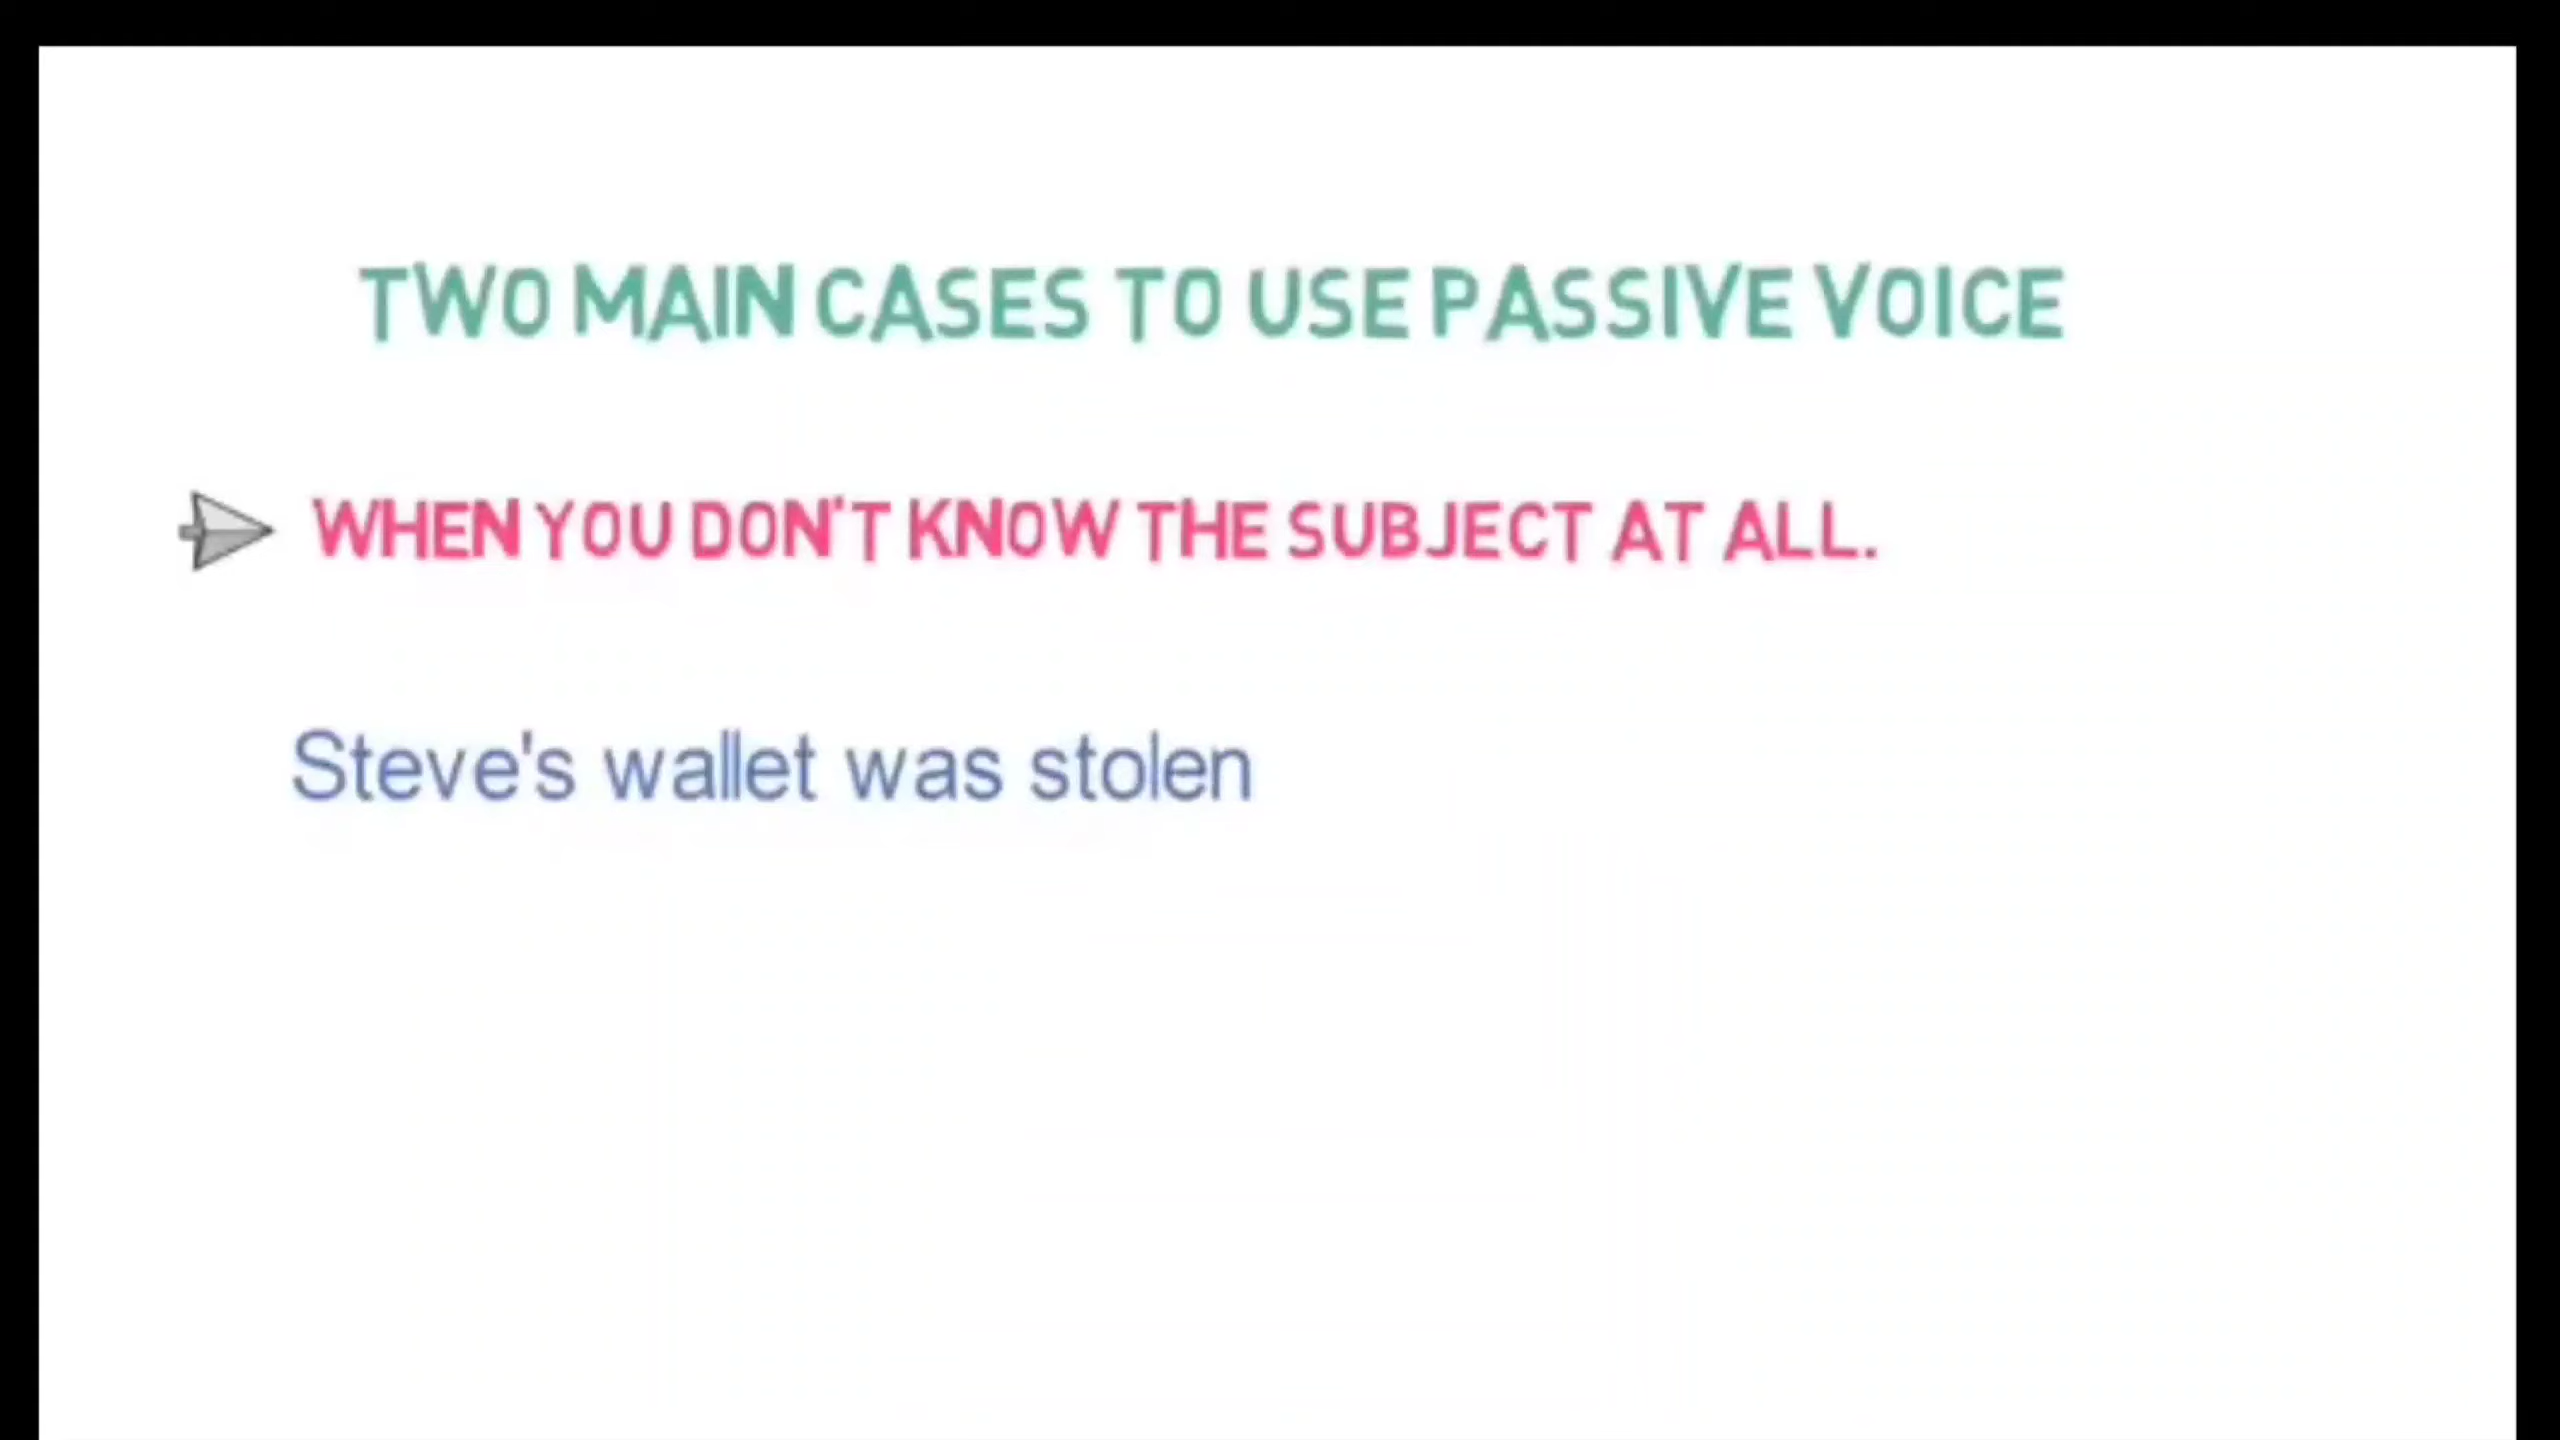 TWO MAIN CASES TO USE PASSIVE VOICE
WHEN YOU DON'T KNOW THE SUBJECT AT ALL.
Steve's wallet was stolen